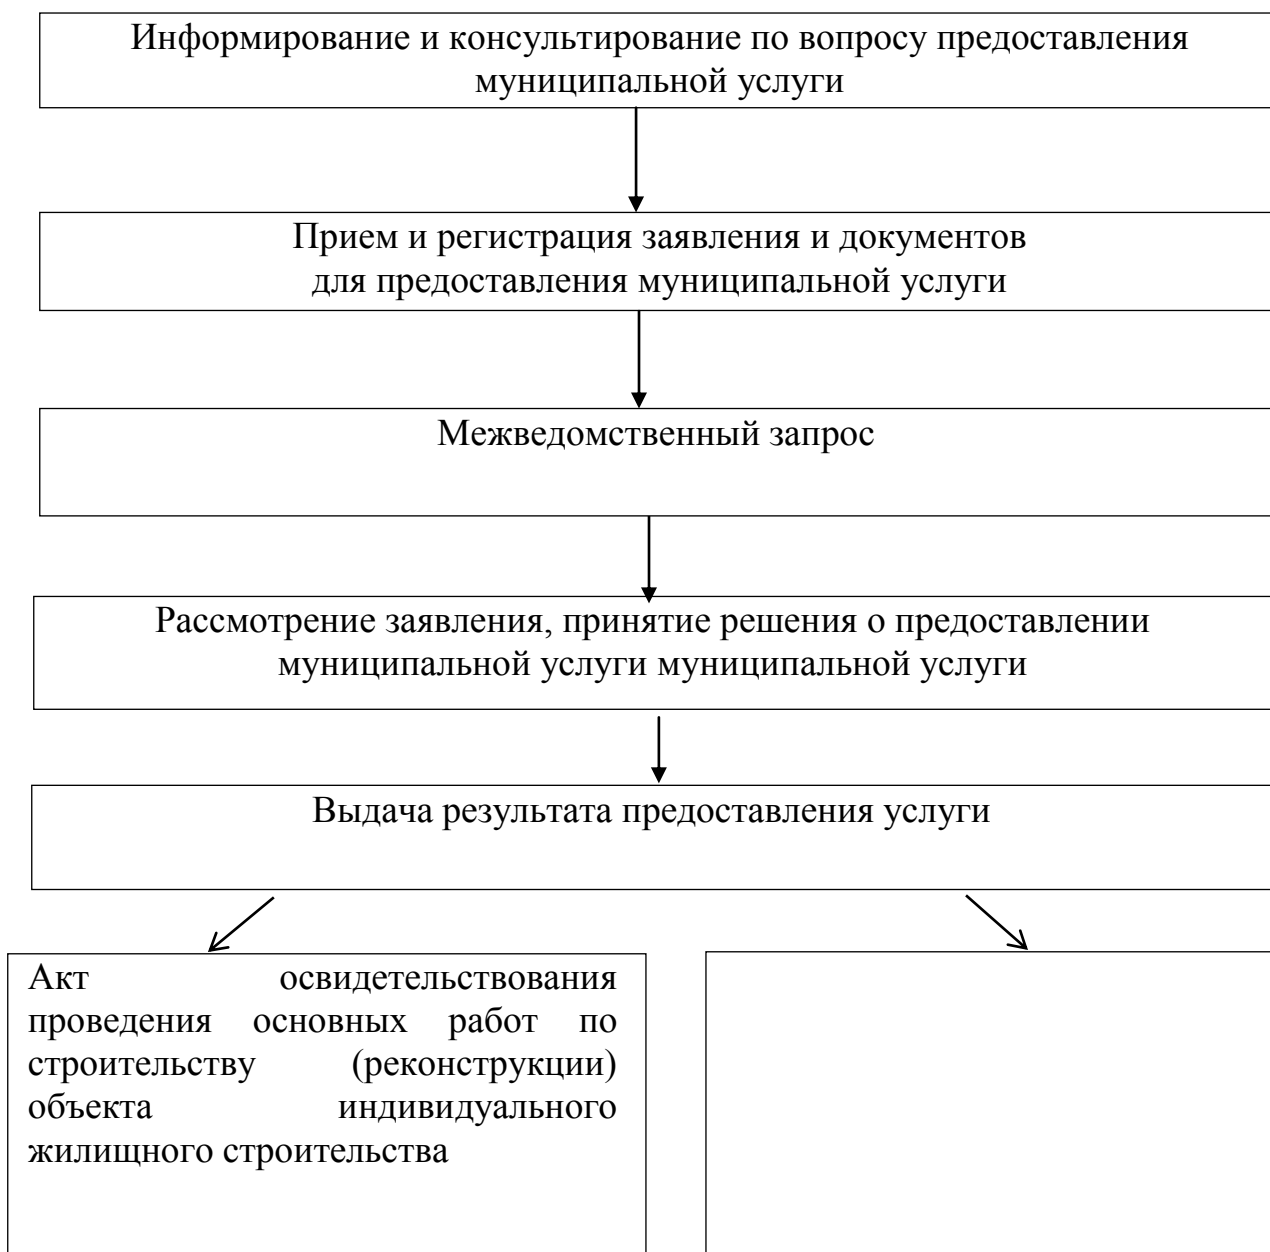 Информирование и консультирование по вопросу предоставления
муниципальной услуги
Прием и регистрация заявления и документов
для предоставления муниципальной услуги
Межведомственный запрос
Рассмотрение заявления, принятие решения о предоставлении
муниципальной услуги муниципальной услуги
Выдача результата предоставления услуги
Акт освидетельствования
проведения основных работ по
строительству (реконструкции)
объекта индивидуального
жилищного строительства